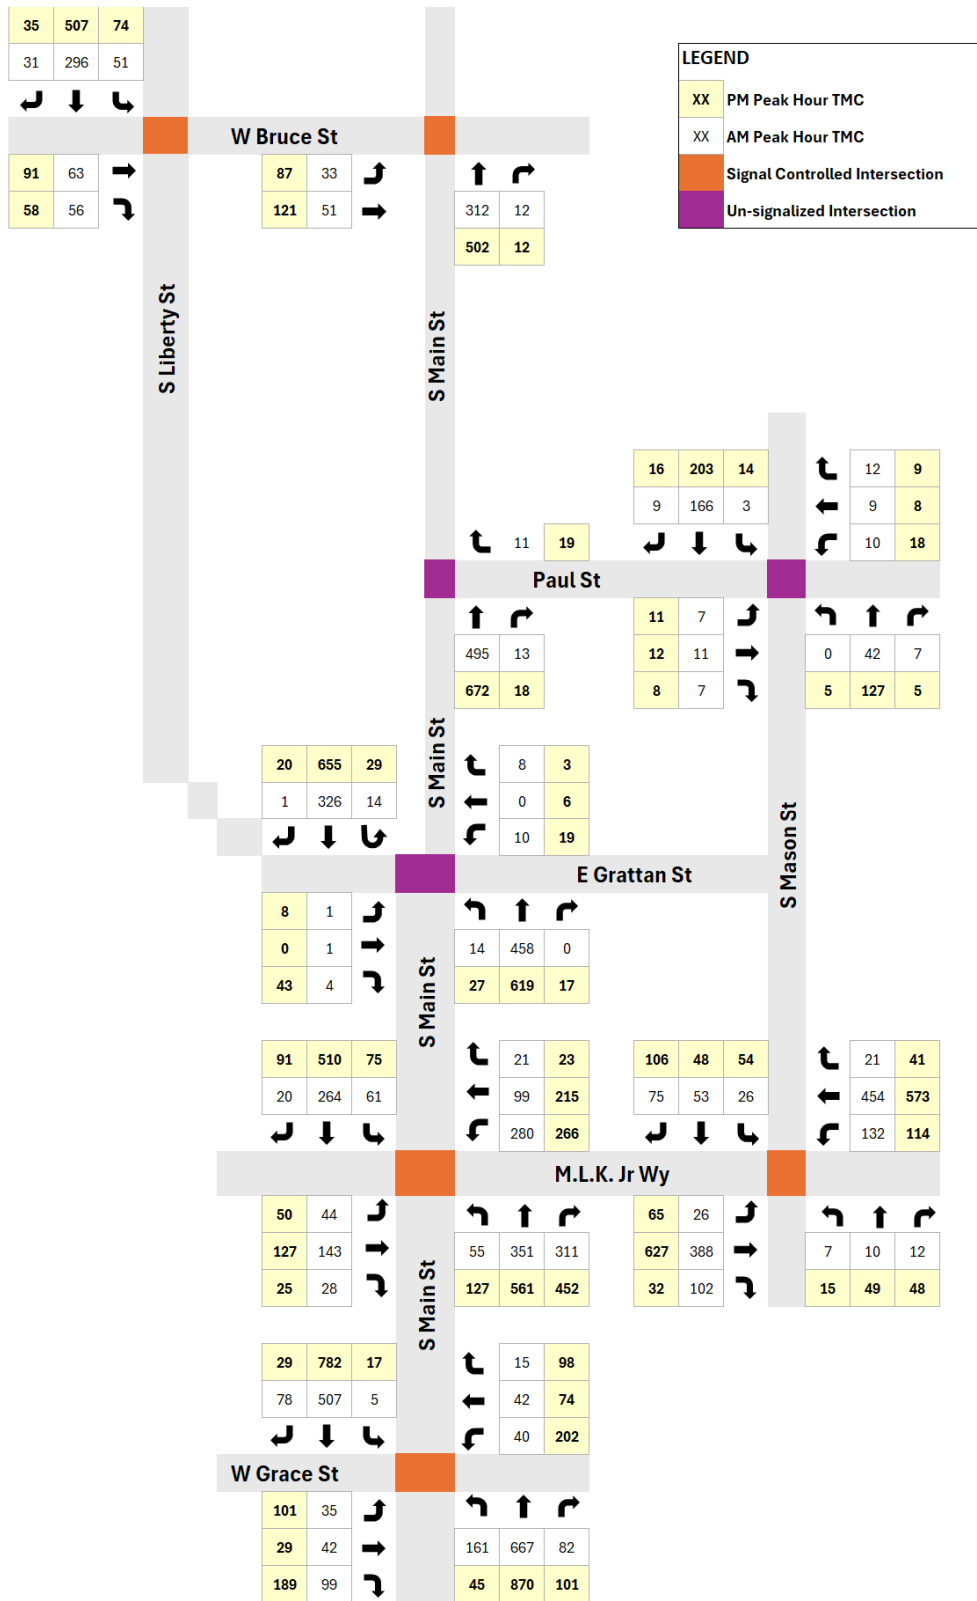 35 507 74
31 296 51
LEGEND
XX PM Peak Hour TMC
XX AM Peak Hour TMC
Signal Controlled Intersection
Un-signalized Intersection
W Bruce St
91 63
58 56
87 33
121 51
312 12
502 12
S Liberty St
S Main St
16 203 14
9 166 3
12 9
9 8
10 18
11 19
Paul St
495 13
672 18
11 7
12 11
8 7
0 42 7
5 127 5
S Main St
20 655 29
1 326 14
8 3
0 6
10 19
S Mason St
E Grattan St
8 1
0 1
43 4
14 458 0
27 619 17
S Main St
91 510 75
20 264 61
21 23
99 215
280 266
106 48 54
75 53 26
21 41
454 573
132 114
M.L.K. Jr Wy
50 44
127 143
25 28
55 351 311
127 561 452
65 26
627 388
32 102
7 10 12
15 49 48
S Main St
29 782 17
78 507 5
15 98
42 74
40 202
W Grace St
101 35
29 42
189 99
161 667 82
45 870 101